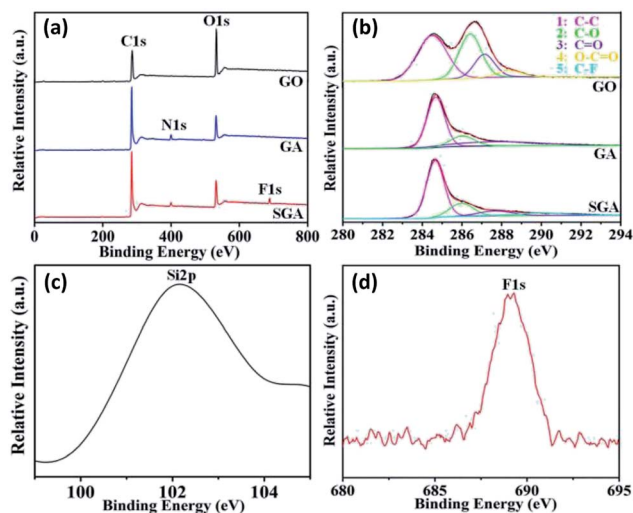 (a)
C1s
O1s
GO
N1s
GA
F1s
SGA
Relative Intensity (a.u.)
0 200 400 600 800
Binding Energy (eV)
(b)
1: C-C
2: C-O
3: C=O
4: O-C=O
5: C-F
GO
GA
SGA
Relative Intensity (a.u.)
280 282 284 286 288 290 292 294
Binding Energy (eV)
(c)
Si2p
Relative Intensity (a.u.)
100 102 104
Binding Energy (eV)
(d)
F1s
Relative Intensity (a.u.)
680 685 690 695
Binding Energy (eV)